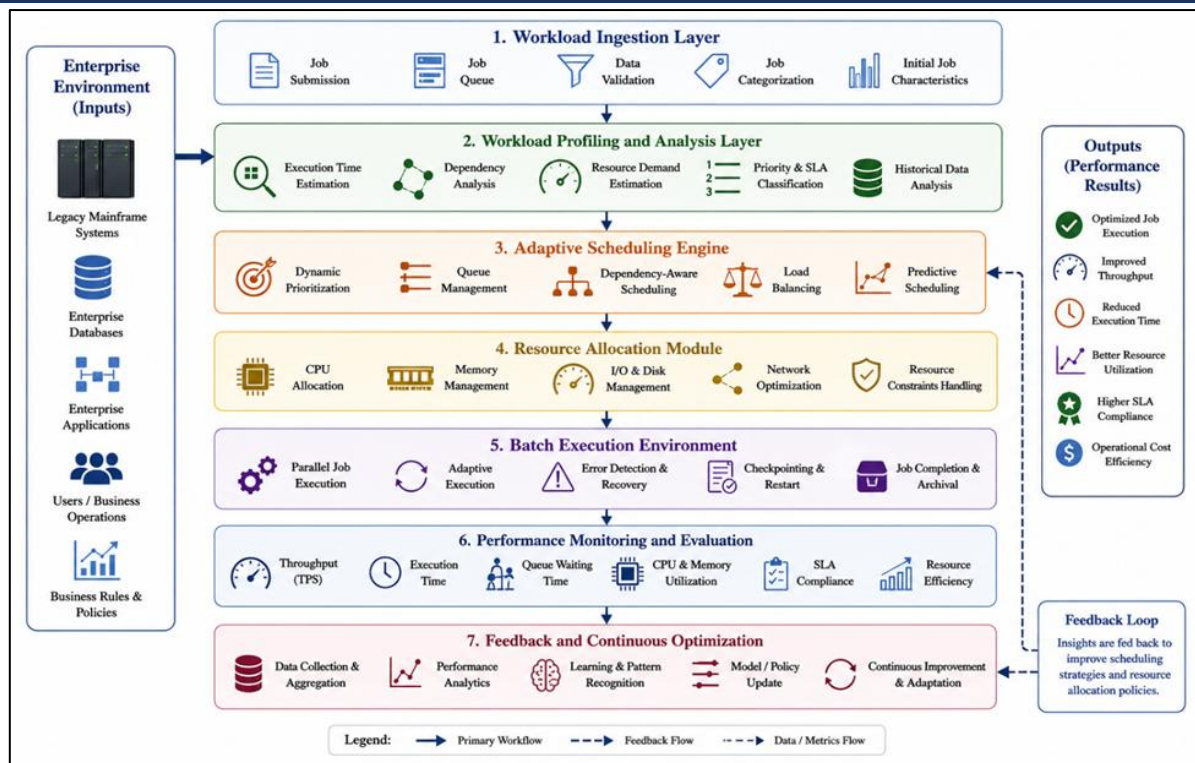 Enterprise
Environment
(Inputs)
Legacy Mainframe
Systems
Enterprise
Databases
Enterprise
Applications
Users / Business
Operations
Business Rules &
Policies
1. Workload Ingestion Layer
Job
Submission
Job
Queue
Data
Validation
Job
Categorization
Initial Job
Characteristics
2. Workload Profiling and Analysis Layer
Execution Time
Estimation
Dependency
Analysis
Resource Demand
Estimation
1
2
3
Priority & SLA
Classification
Historical Data
Analysis
3. Adaptive Scheduling Engine
Dynamic
Prioritization
Queue
Management
Dependency-Aware
Scheduling
Load
Balancing
Predictive
Scheduling
4. Resource Allocation Module
CPU
Allocation
Memory
Management
I/O & Disk
Management
Network
Optimization
Resource
Constraints Handling
5. Batch Execution Environment
Parallel Job
Execution
Adaptive
Execution
Error Detection &
Recovery
Checkpointing &
Restart
Job Completion &
Archival
6. Performance Monitoring and Evaluation
Throughput
(TPS)
Execution
Time
Queue Waiting
Time
CPU & Memory
Utilization
SLA
Compliance
Resource
Efficiency
7. Feedback and Continuous Optimization
Data Collection &
Aggregation
Performance
Analytics
Learning & Pattern
Recognition
Model / Policy
Update
Continuous Improvement
& Adaptation
Outputs
(Performance
Results)
Optimized Job
Execution
Improved
Throughput
Reduced
Execution Time
Better Resource
Utilization
Higher SLA
Compliance
$
Operational Cost
Efficiency
Feedback Loop
Insights are fed back to
improve scheduling
strategies and resource
allocation policies.
Legend:
Primary Workflow
Feedback Flow
Data / Metrics Flow